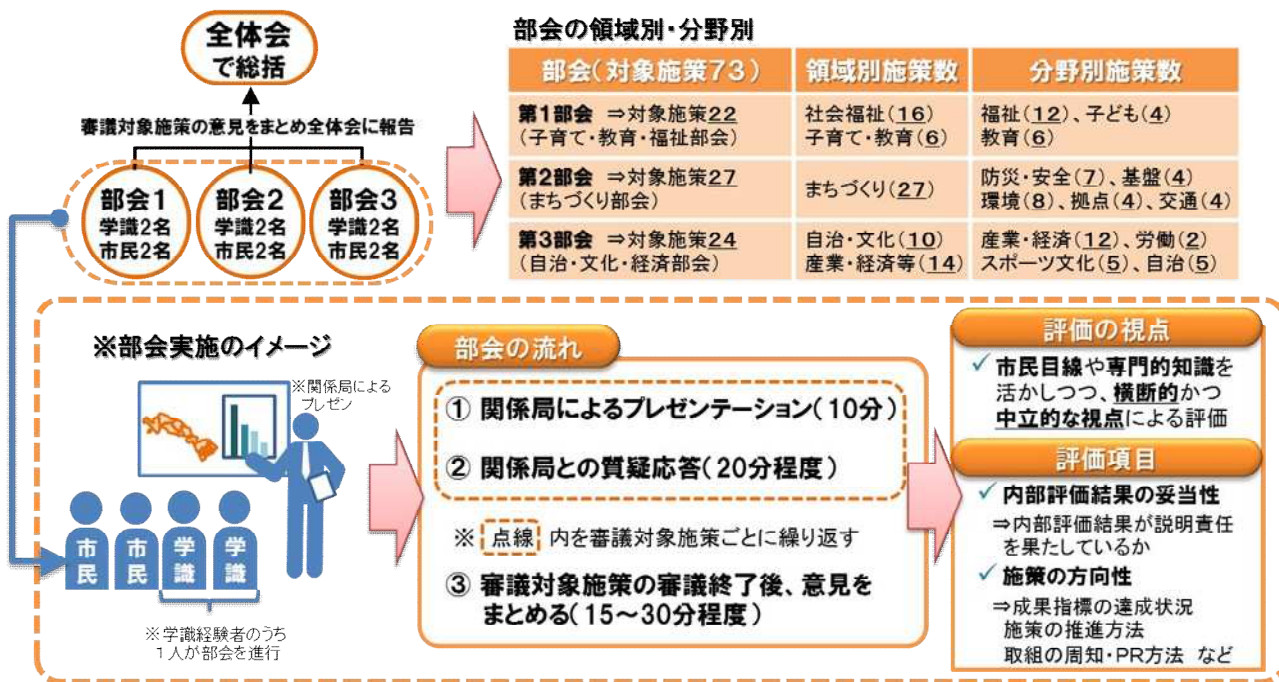 全体会
で総括
審議対象施策の意見をまとめ全体会に報告
部会1
学識2名
市民2名
部会2
学識2名
市民2名
部会3
学識2名
市民2名
部会の領域別・分野別
部会(対象施策73) 領域別施策数 分野別施策数
第1部会 ⇒対象施策22
(子育て・教育・福祉部会)
社会福祉(16)
子育て・教育(6)
福祉(12)、子ども(4)
教育(6)
第2部会 ⇒対象施策27
(まちづくり部会)
まちづくり(27)
防災・安全(7)、基盤(4)
環境(8)、拠点(4)、交通(4)
第3部会 ⇒対象施策24
(自治・文化・経済部会)
自治・文化(10)
産業・経済等(14)
産業・経済(12)、労働(2)
スポーツ文化(5)、自治(5)
※部会実施のイメージ
※関係局による
プレゼン
市民
市民
学識
学識
※学識経験者のうち
1人が部会を進行
部会の流れ
① 関係局によるプレゼンテーション(10分)
② 関係局との質疑応答(20分程度)
※ 点線 内を審議対象施策ごとに繰り返す
③ 審議対象施策の審議終了後、意見を
まとめる(15～30分程度)
評価の視点
✓ 市民目線や専門的知識を
活かしつつ、横断的かつ
中立的な視点による評価
評価項目
✓ 内部評価結果の妥当性
⇒内部評価結果が説明責任
を果たしているか
✓ 施策の方向性
⇒成果指標の達成状況
施策の推進方法
取組の周知・PR方法 など